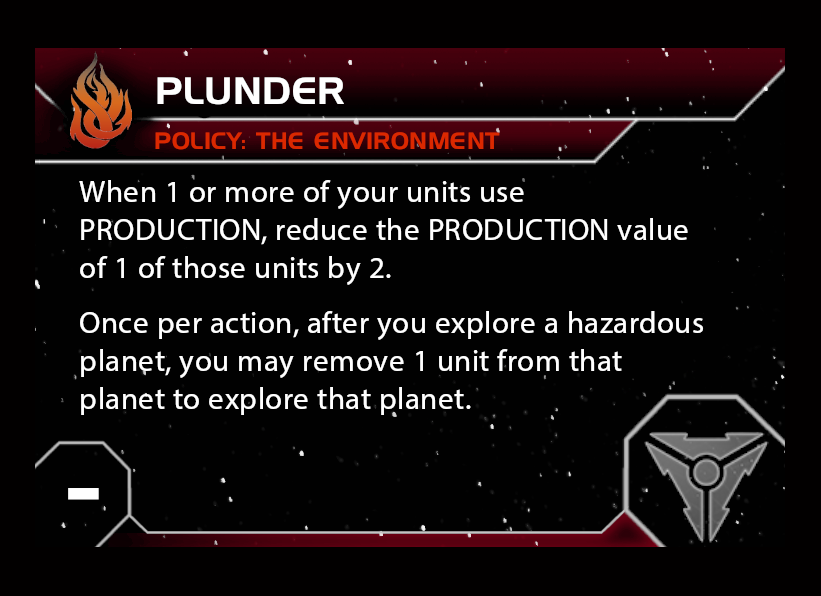 PLUNDER
POLICY: THE ENVIRONMENT
When 1 or more of your units use
PRODUCTION, reduce the PRODUCTION value
of 1 of those units by 2.
Once per action, after you explore a hazardous
planet, you may remove 1 unit from that
planet to explore that planet.
-